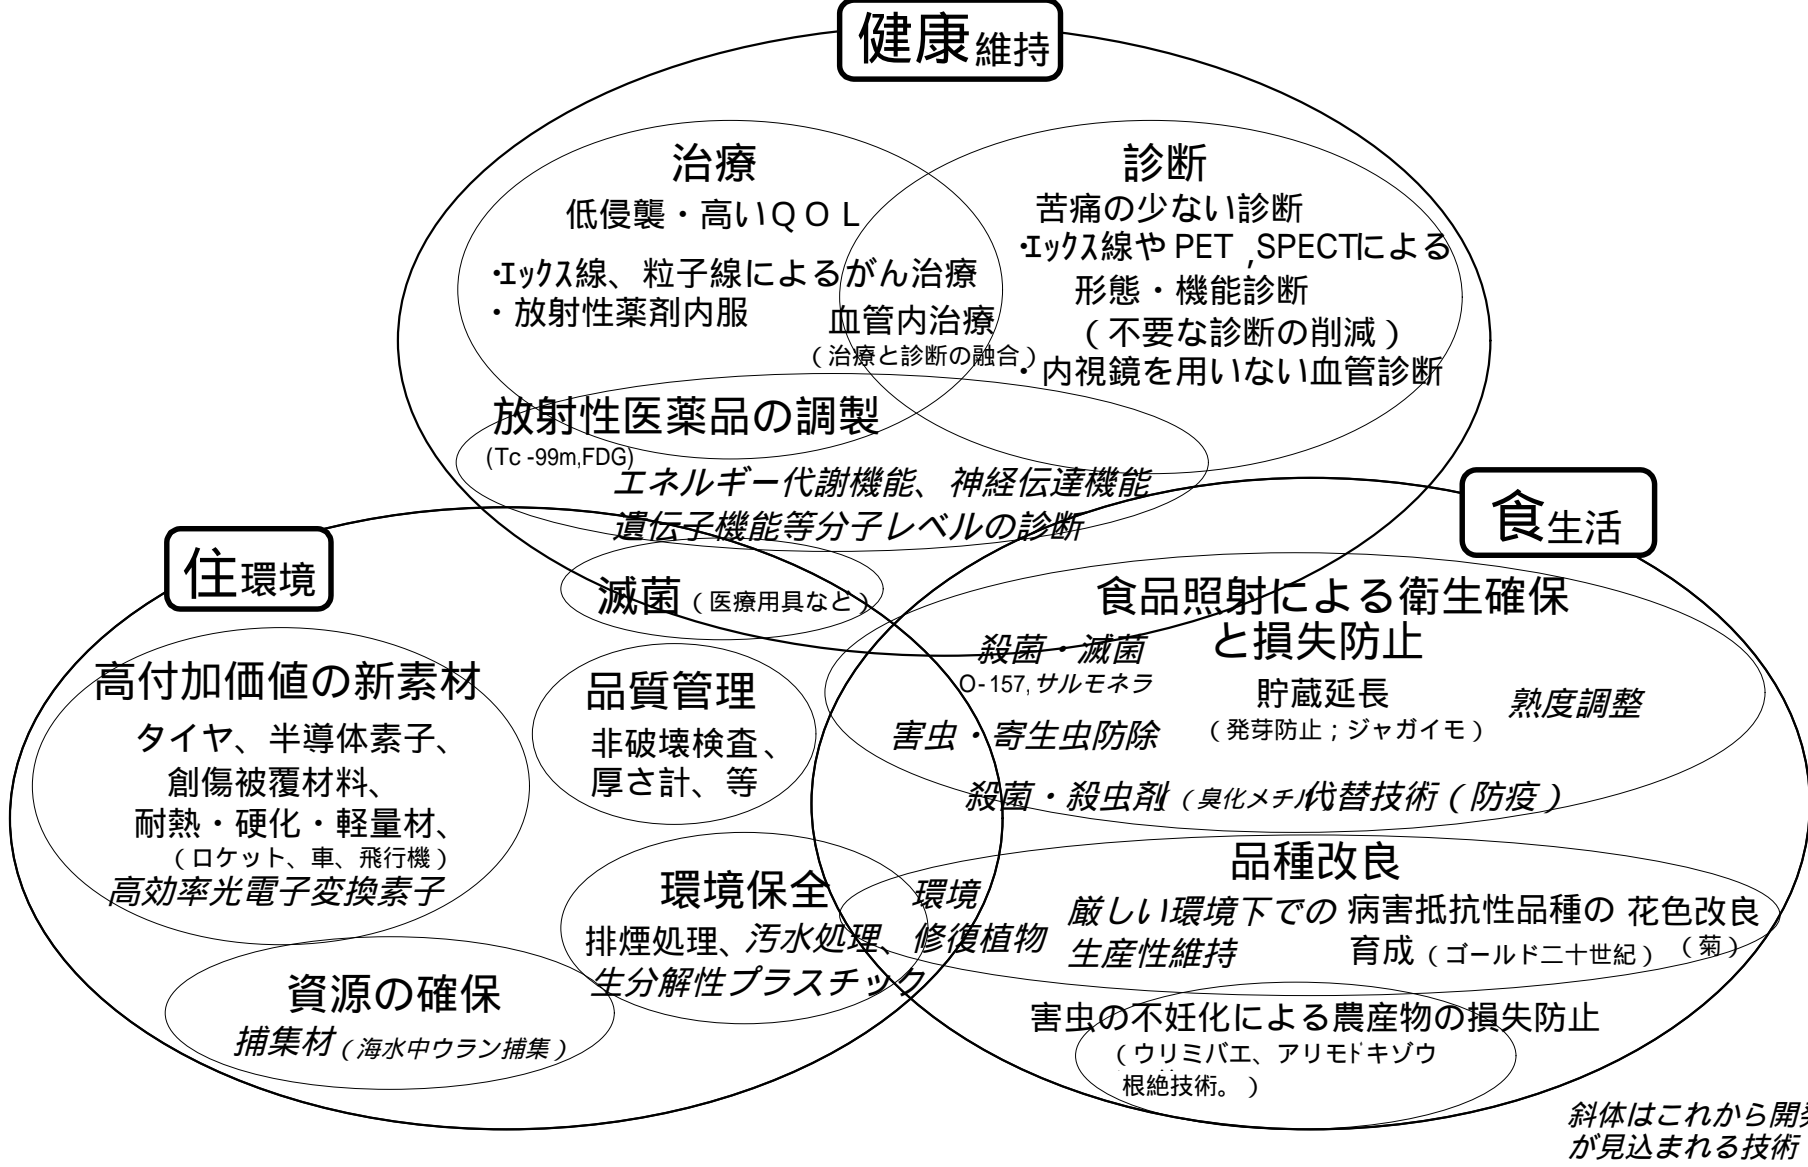 健康維持
治療
低侵襲・高いＱＯＬ
・エックス線、粒子線によるがん治療
・放射性薬剤内服
診断
苦痛の少ない診断
・エックス線や PET ,SPECTによる
形態・機能診断
（不要な診断の削減）
・内視鏡を用いない血管診断
血管内治療
（治療と診断の融合）
放射性医薬品の調製
(Tc -99m,FDG)
エネルギー代謝機能、神経伝達機能
遺伝子機能等分子レベルの診断
滅菌（医療用具など）
住環境
高付加価値の新素材
タイヤ、半導体素子、
創傷被覆材料、
耐熱・硬化・軽量材、
（ロケット、車、飛行機）
高効率光電子変換素子
品質管理
非破壊検査、
厚さ計、等
環境保全
排煙処理、汚水処理、
生分解性プラスチック
環境
修復植物
資源の確保
捕集材（海水中ウラン捕集）
食生活
食品照射による衛生確保
と損失防止
殺菌・滅菌
O-157,サルモネラ
貯蔵延長
（発芽防止；ジャガイモ）
熟度調整
害虫・寄生虫防除
殺菌・殺虫剤（臭化メチル）代替技術（防疫）
品種改良
厳しい環境下での
生産性維持
病害抵抗性品種の
育成（ゴールド二十世紀）
花色改良
（菊）
害虫の不妊化による農産物の損失防止
（ウリミバエ、アリモドキゾウ
根絶技術。）
斜体はこれから開発
が見込まれる技術